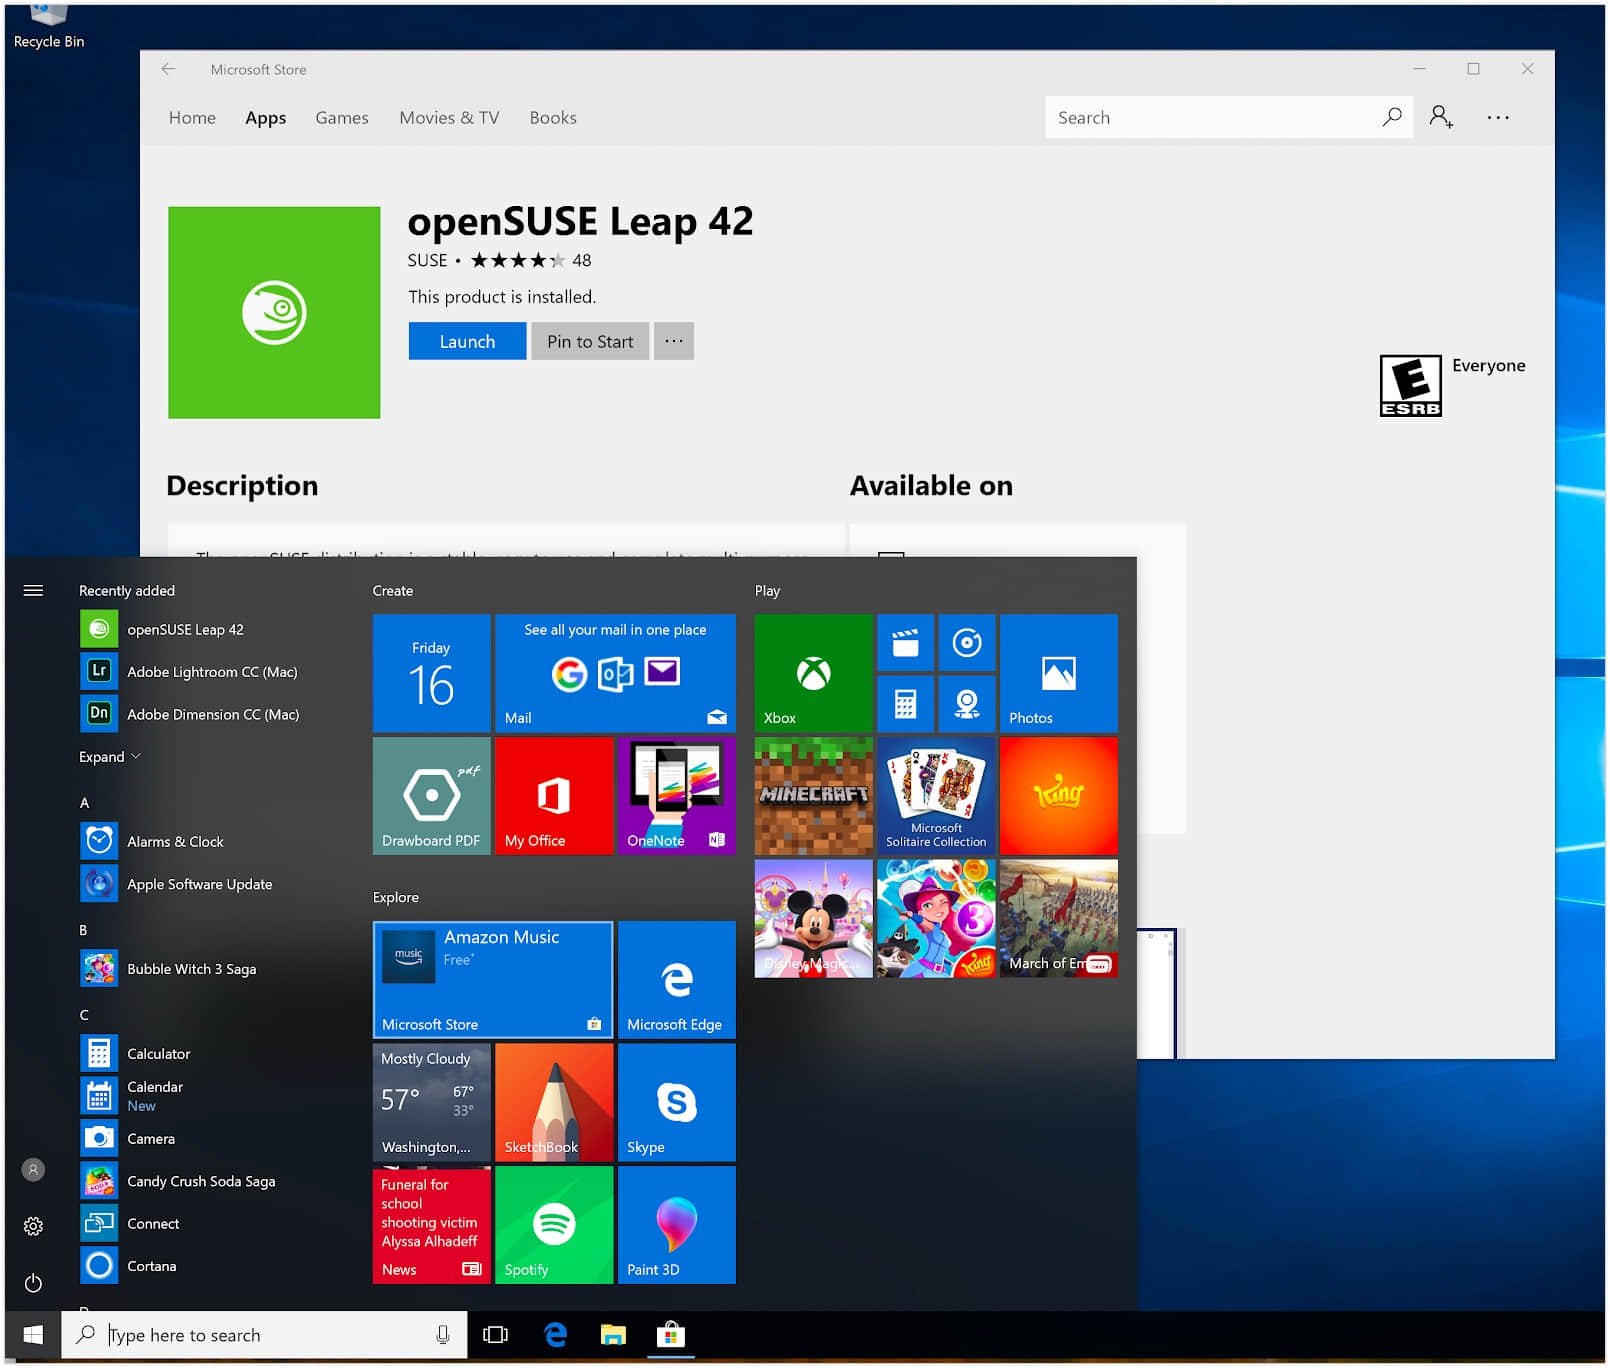 Recycle Bin
Microsoft Store
Home Apps Games Movies & TV Books
Search
openSUSE Leap 42
SUSE • 48
This product is installed.
Launch Pin to Start ...
E
ESRB
Everyone
Description
Available on
Recently added
openSUSE Leap 42
Lr
Adobe Lightroom CC (Mac)
Dn
Adobe Dimension CC (Mac)
Expand
A
Alarms & Clock
Apple Software Update
B
Bubble Witch 3 Saga
C
Calculator
Calendar
New
Camera
Candy Crush Soda Saga
Connect
Cortana
Create
Friday
16
See all your mail in one place
Mail
pdf
Drawboard PDF
My Office
OneNote
Explore
music
Amazon Music
Free*
Microsoft Store
Microsoft Edge
Mostly Cloudy
57° 67°
33°
Washington,...
SketchBook
Skype
Funeral for
school
shooting victim
Alyssa Alhadeff
News
Spotify
Paint 3D
Play
Xbox
Photos
MINECRAFT
Microsoft
Solitaire Collection
King
Disney Magic...
3
King
March of Em
Type here to search